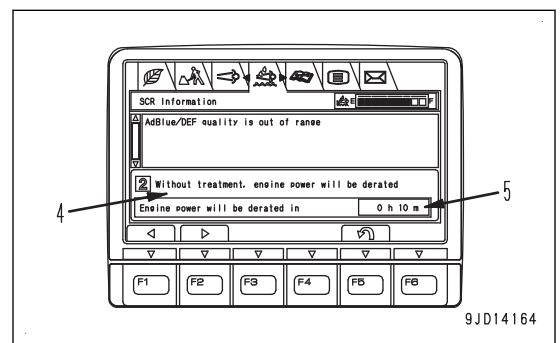 SCR Information
E F
AdBlue/DEF quality is out of range
2 Without treatment, engine power will be derated
Engine power will be derated in 0 h 10 m
4
5
F1 F2 F3 F4 F5 F6
9JD14164